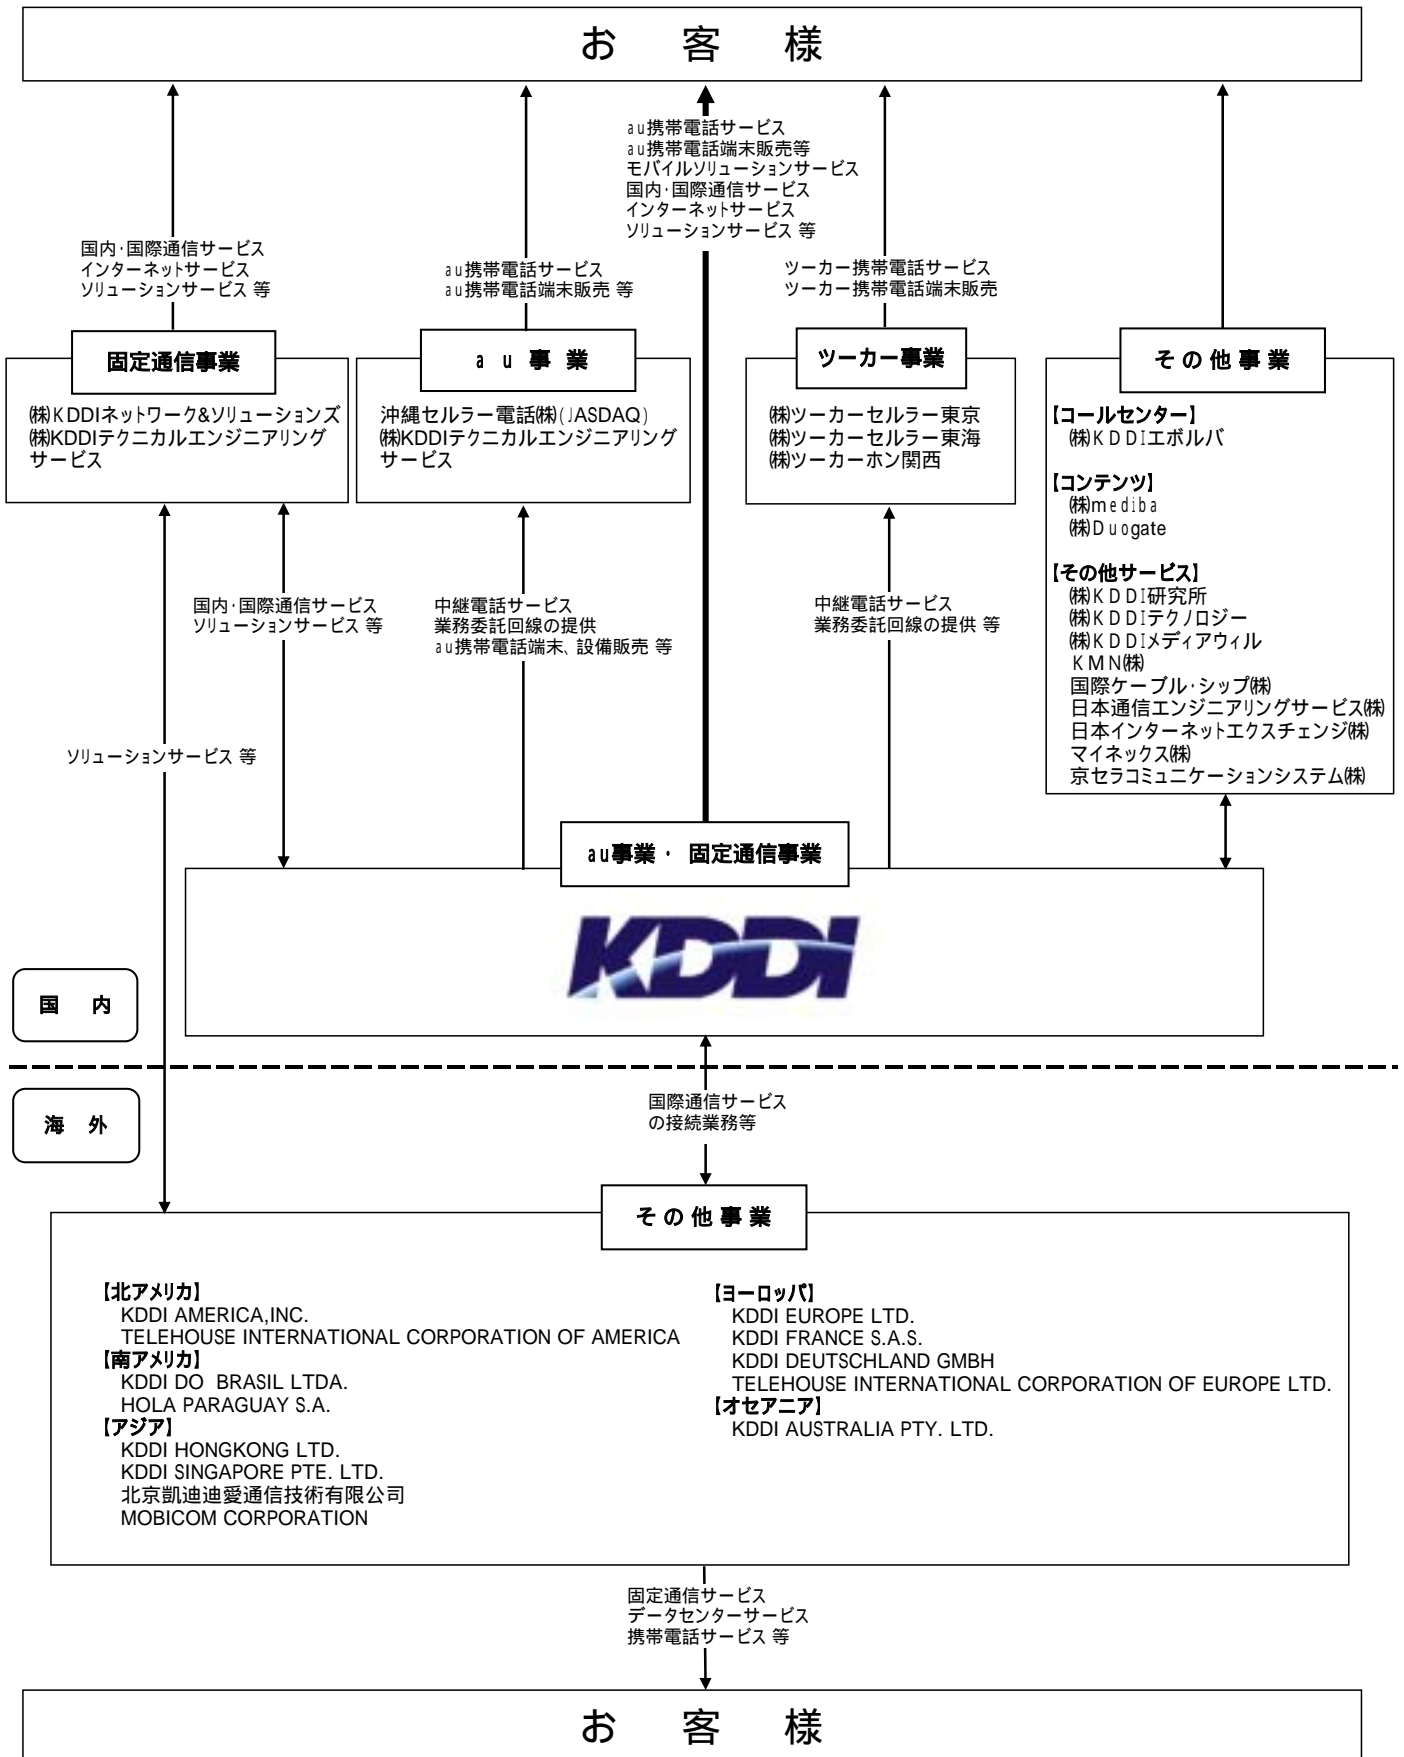 お 客 様
au携帯電話サービス
au携帯電話端末販売等
モバイルソリューションサービス
国内・国際通信サービス
インターネットサービス
ソリューションサービス 等
国内・国際通信サービス
インターネットサービス
ソリューションサービス 等
au携帯電話サービス
au携帯電話端末販売 等
ツーカー携帯電話サービス
ツーカー携帯電話端末販売
固定通信事業
㈱KDDIネットワーク&ソリューションズ
㈱KDDIテクニカルエンジニアリング
サービス
au 事 業
沖縄セルラー電話㈱(JASDAQ)
㈱KDDIテクニカルエンジニアリング
サービス
ツーカー事業
㈱ツーカーセルラー東京
㈱ツーカーセルラー東海
㈱ツーカーホン関西
その他事業
【コールセンター】
㈱KDDIエボルバ
【コンテンツ】
㈱mediba
㈱Duogate
【その他サービス】
㈱KDDI研究所
㈱KDDIテクノロジー
㈱KDDIメディアウィル
KMN㈱
国際ケーブル・シップ㈱
日本通信エンジニアリングサービス㈱
日本インターネットエクスチェンジ㈱
マイネックス㈱
京セラコミュニケーションシステム㈱
国内・国際通信サービス
ソリューションサービス 等
中継電話サービス
業務委託回線の提供
au携帯電話端末、設備販売 等
中継電話サービス
業務委託回線の提供 等
ソリューションサービス 等
au事業・ 固定通信事業
KDDI
国 内
海 外
国際通信サービス
の接続業務等
その他事業
【北アメリカ】
KDDI AMERICA,INC.
TELEHOUSE INTERNATIONAL CORPORATION OF AMERICA
【南アメリカ】
KDDI DO BRASIL LTDA.
HOLA PARAGUAY S.A.
【アジア】
KDDI HONGKONG LTD.
KDDI SINGAPORE PTE. LTD.
北京凱迪迪愛通信技術有限公司
MOBICOM CORPORATION
【ヨーロッパ】
KDDI EUROPE LTD.
KDDI FRANCE S.A.S.
KDDI DEUTSCHLAND GMBH
TELEHOUSE INTERNATIONAL CORPORATION OF EUROPE LTD.
【オセアニア】
KDDI AUSTRALIA PTY. LTD.
固定通信サービス
データセンターサービス
携帯電話サービス 等
お 客 様